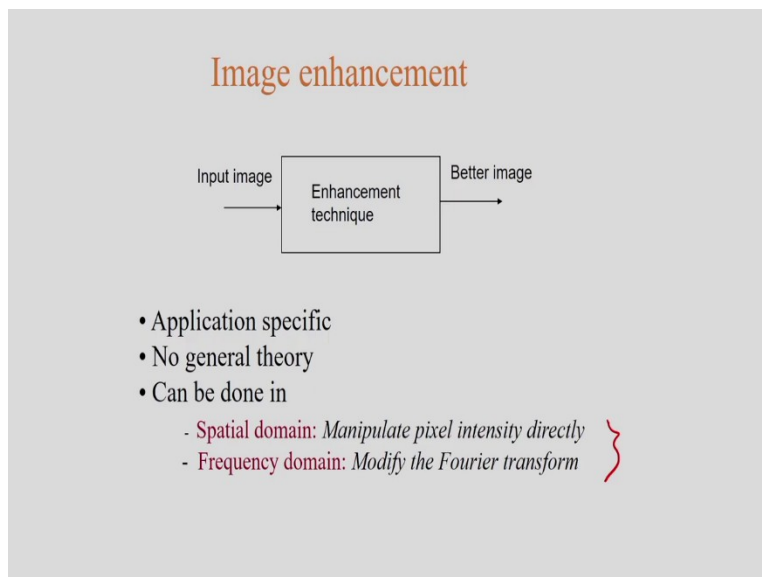 Image enhancement
Input image
Enhancement
technique
Better image
• Application specific
• No general theory
• Can be done in
- Spatial domain: Manipulate pixel intensity directly
- Frequency domain: Modify the Fourier transform